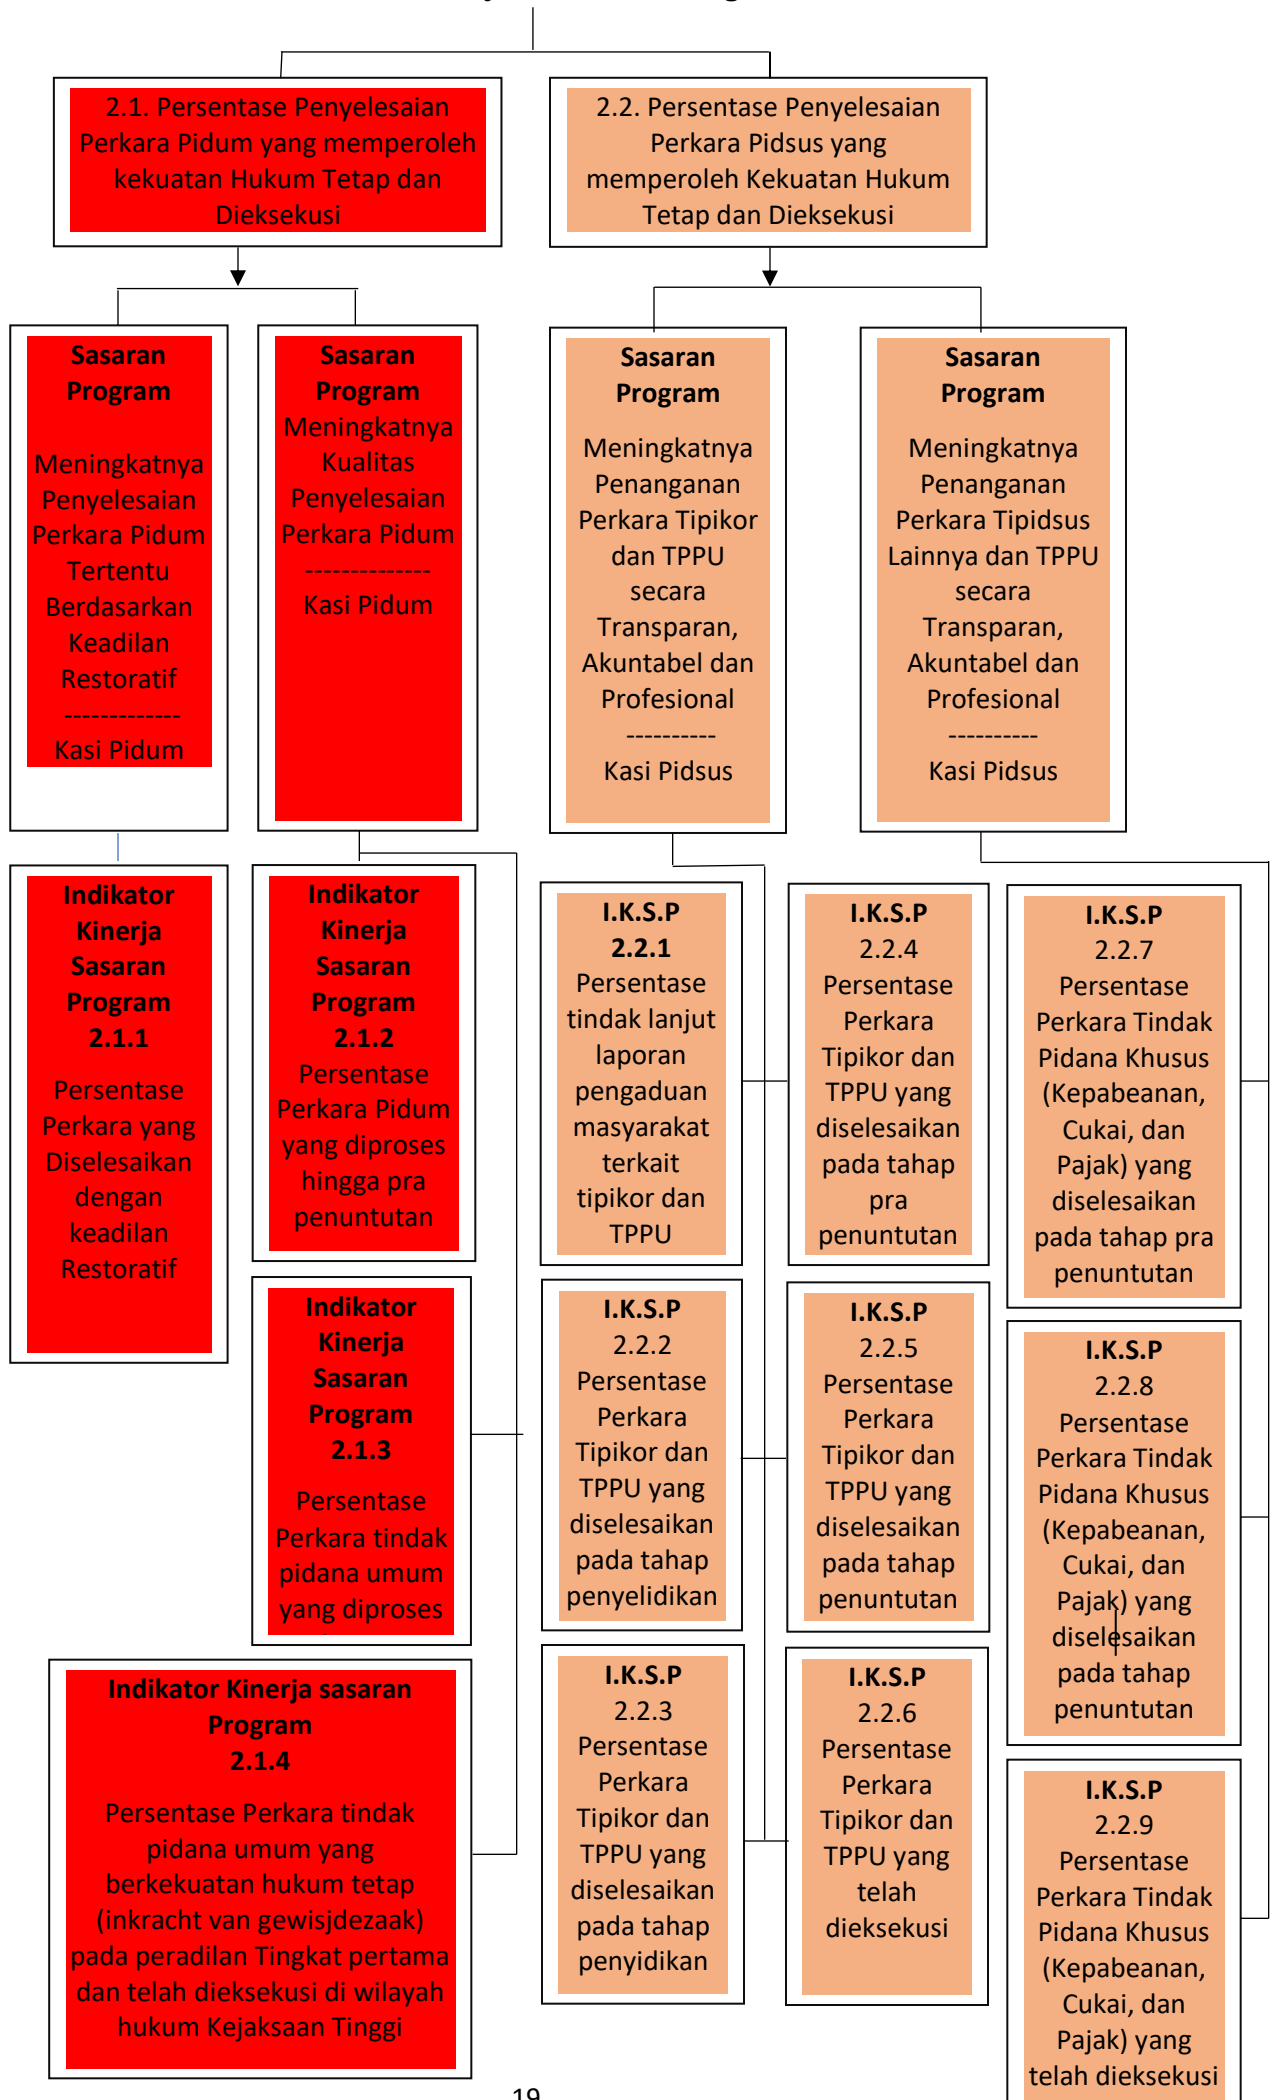 2.1. Persentase Penyelesaian
Perkara Pidum yang memperoleh
kekuatan Hukum Tetap dan
Dieksekusi
2.2. Persentase Penyelesaian
Perkara Pidsus yang
memperoleh Kekuatan Hukum
Tetap dan Dieksekusi
Sasaran
Program
Meningkatnya
Penyelesaian
Perkara Pidum
Tertentu
Berdasarkan
Keadilan
Restoratif
-------------
Kasi Pidum
Sasaran
Program
Meningkatnya
Kualitas
Penyelesaian
Perkara Pidum
--------------
Kasi Pidum
Sasaran
Program
Meningkatnya
Penanganan
Perkara Tipikor
dan TPPU
secara
Transparan,
Akuntabel dan
Profesional
----------
Kasi Pidsus
Sasaran
Program
Meningkatnya
Penanganan
Perkara Tipidsus
Lainnya dan TPPU
secara
Transparan,
Akuntabel dan
Profesional
----------
Kasi Pidsus
Indikator
Kinerja
Sasaran
Program
2.1.1
Persentase
Perkara yang
Diselesaikan
dengan
keadilan
Restoratif
Indikator
Kinerja
Sasaran
Program
2.1.2
Persentase
Perkara Pidum
yang diproses
hingga pra
penuntutan
Indikator
Kinerja
Sasaran
Program
2.1.3
Persentase
Perkara tindak
pidana umum
yang diproses
Indikator Kinerja sasaran
Program
2.1.4
Persentase Perkara tindak
pidana umum yang
berkekuatan hukum tetap
(inkracht van gewisjdezaak)
pada peradilan Tingkat pertama
dan telah dieksekusi di wilayah
hukum Kejaksaan Tinggi
I.K.S.P
2.2.1
Persentase
tindak lanjut
laporan
pengaduan
masyarakat
terkait
tipikor dan
TPPU
I.K.S.P
2.2.2
Persentase
Perkara
Tipikor dan
TPPU yang
diselesaikan
pada tahap
penyelidikan
I.K.S.P
2.2.3
Persentase
Perkara
Tipikor dan
TPPU yang
diselesaikan
pada tahap
penyidikan
I.K.S.P
2.2.4
Persentase
Perkara
Tipikor dan
TPPU yang
diselesaikan
pada tahap
pra
penuntutan
I.K.S.P
2.2.5
Persentase
Perkara
Tipikor dan
TPPU yang
diselesaikan
pada tahap
penuntutan
I.K.S.P
2.2.6
Persentase
Perkara
Tipikor dan
TPPU yang
telah
dieksekusi
I.K.S.P
2.2.7
Persentase
Perkara Tindak
Pidana Khusus
(Kepabeanan,
Cukai, dan
Pajak) yang
diselesaikan
pada tahap pra
penuntutan
I.K.S.P
2.2.8
Persentase
Perkara Tindak
Pidana Khusus
(Kepabeanan,
Cukai, dan
Pajak) yang
diselesaikan
pada tahap
penuntutan
I.K.S.P
2.2.9
Persentase
Perkara Tindak
Pidana Khusus
(Kepabeanan,
Cukai, dan
Pajak) yang
telah dieksekusi
19